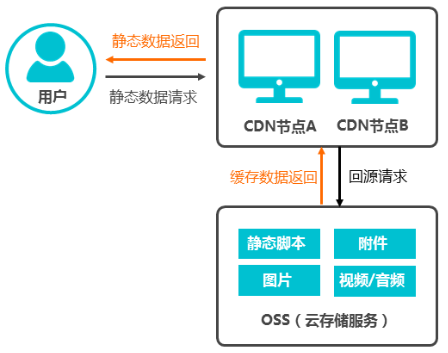 静态数据返回
用户
静态数据请求
CDN节点A
CDN节点B
缓存数据返回
回源请求
静态脚本
附件
图片
视频/音频
OSS（云存储服务）